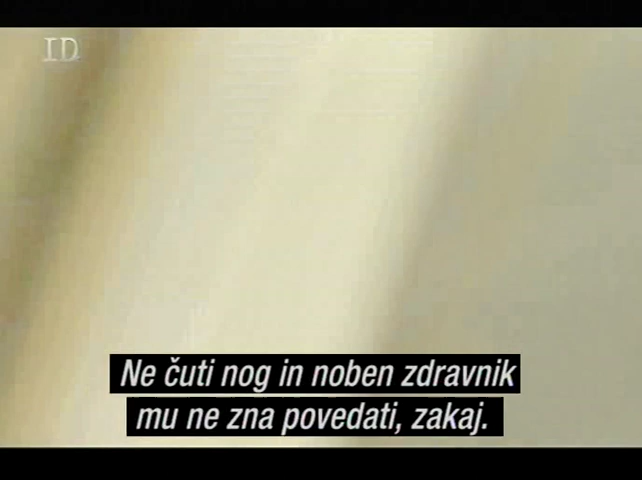 ID
Ne čuti nog in noben zdravnik
mu ne zna povedati, zakaj.